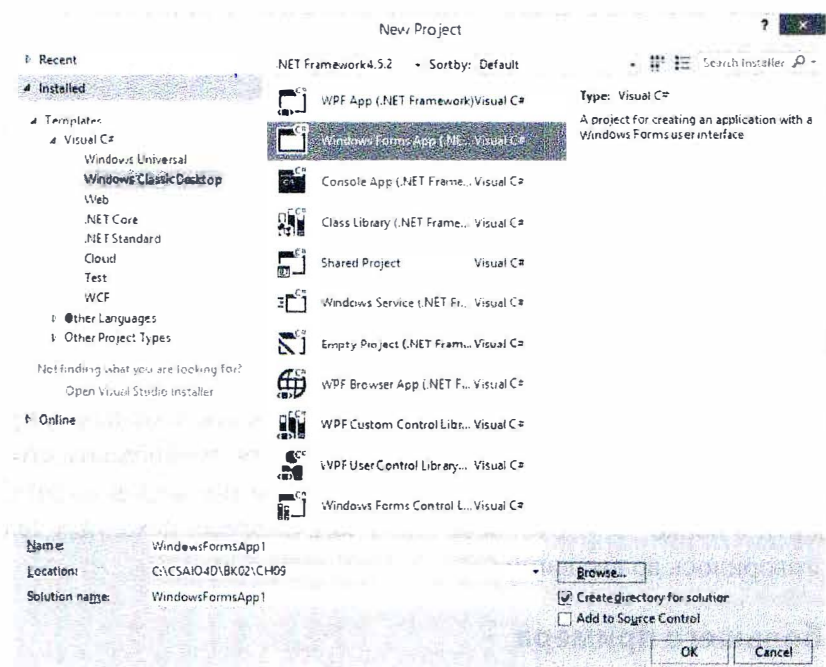 New Project
?
Recent
Installed
Templates
Visual C#
Windows Universal
Windows Classic Desktop
Web
.NET Core
.NET Standard
Cloud
Test
WCF
Other Languages
Other Project Types
Not finding what you are looking for?
Open Visual Studio Installer
Online
.NET Framework 4.5.2 Sort by: Default
WPF App (.NET Framework) Visual C#
Windows Forms App (.NE... Visual C#
Console App (.NET Frame... Visual C#
Class Library (.NET Frame... Visual C#
Shared Project Visual C#
Windows Service (.NET Fr... Visual C#
Empty Project (.NET Fram... Visual C#
WPF Browser App (.NET F... Visual C#
WPF Custom Control Libr... Visual C#
WPF User Control Library... Visual C#
Windows Forms Control L... Visual C#
Search Installer
Type: Visual C#
A project for creating an application with a
Windows Forms user interface
Name: WindowsFormsApp1
Location: C:\CSAIO4D\BK02\CH05
Solution name: WindowsFormsApp1
Browse...
Create directory for solution
Add to Source Control
OK Cancel